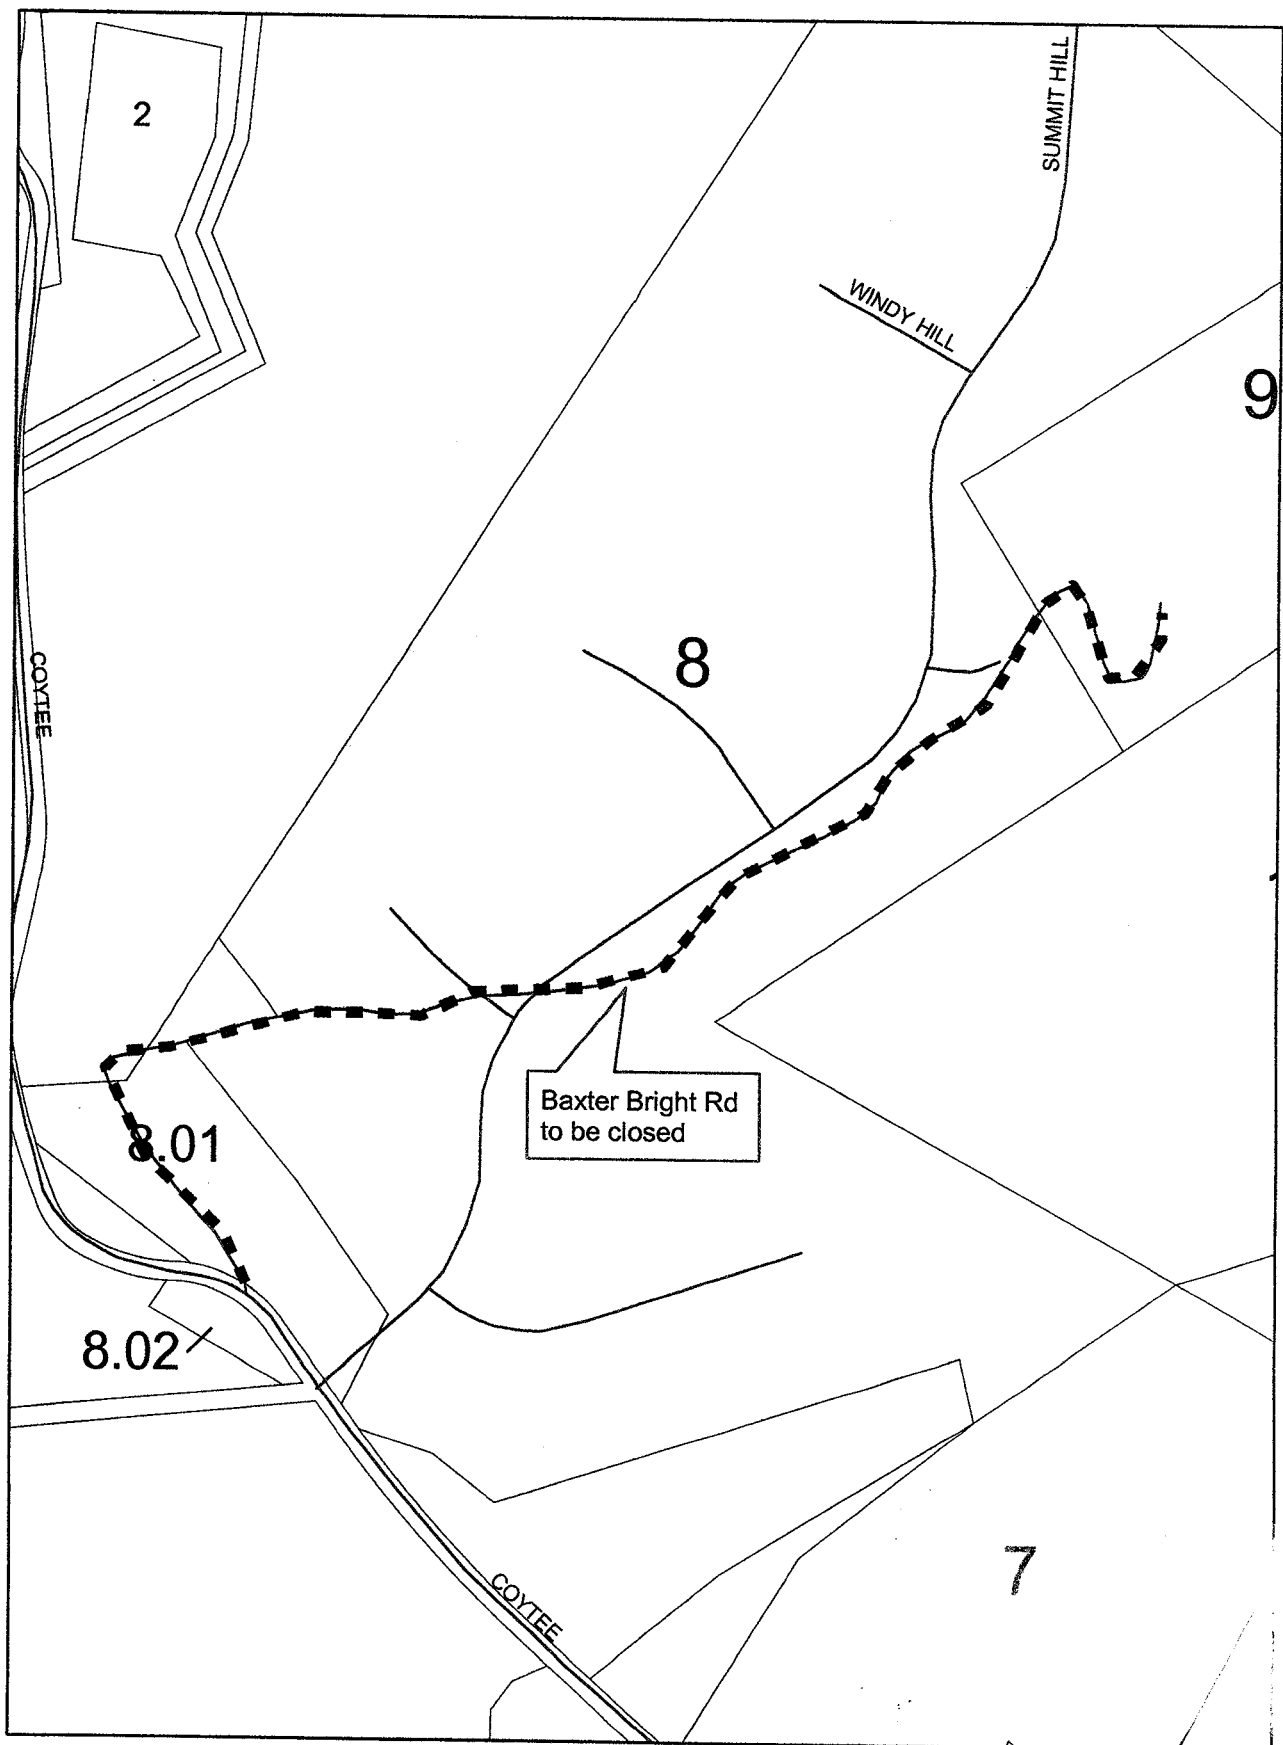 2
SUMMIT HILL
WINDY HILL
9
8
COYTEE
Baxter Bright Rd
to be closed
8.01
8.02
7
COYTEE